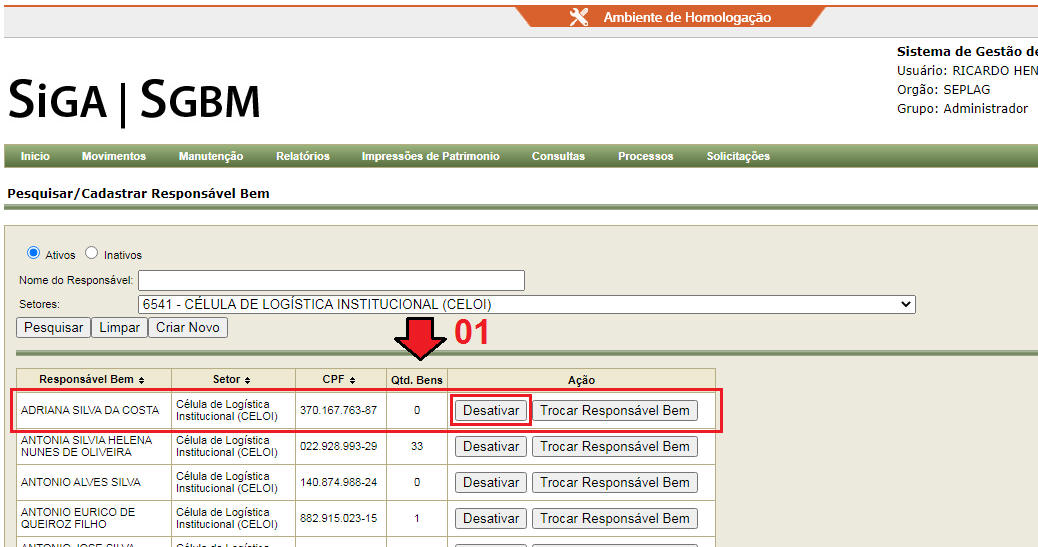 Ambiente de Homologação
Sistema de Gestão de
Usuário: RICARDO HEN
Orgão: SEPLAG
Grupo: Administrador
SIGA | SGBM
Inicio Movimentos Manutenção Relatórios Impressões de Patrimonio Consultas Processos Solicitações
Pesquisar/Cadastrar Responsável Bem
Ativos Inativos
Nome do Responsável:
Setores: 6541 - CÉLULA DE LOGÍSTICA INSTITUCIONAL (CELOI)
Pesquisar Limpar Criar Novo
01
Responsável Bem Setor CPF Qtd. Bens Ação
ADRIANA SILVA DA COSTA Célula de Logística Institucional (CELOI) 370.167.763-87 0 Desativar Trocar Responsável Bem
ANTONIA SILVIA HELENA NUNES DE OLIVEIRA Célula de Logística Institucional (CELOI) 022.928.993-29 33 Desativar Trocar Responsável Bem
ANTONIO ALVES SILVA Célula de Logística Institucional (CELOI) 140.874.988-24 0 Desativar Trocar Responsável Bem
ANTONIO EURICO DE QUEIROZ FILHO Célula de Logística Institucional (CELOI) 882.915.023-15 1 Desativar Trocar Responsável Bem
ANTONIO JOSE SILVA Célula de Logística